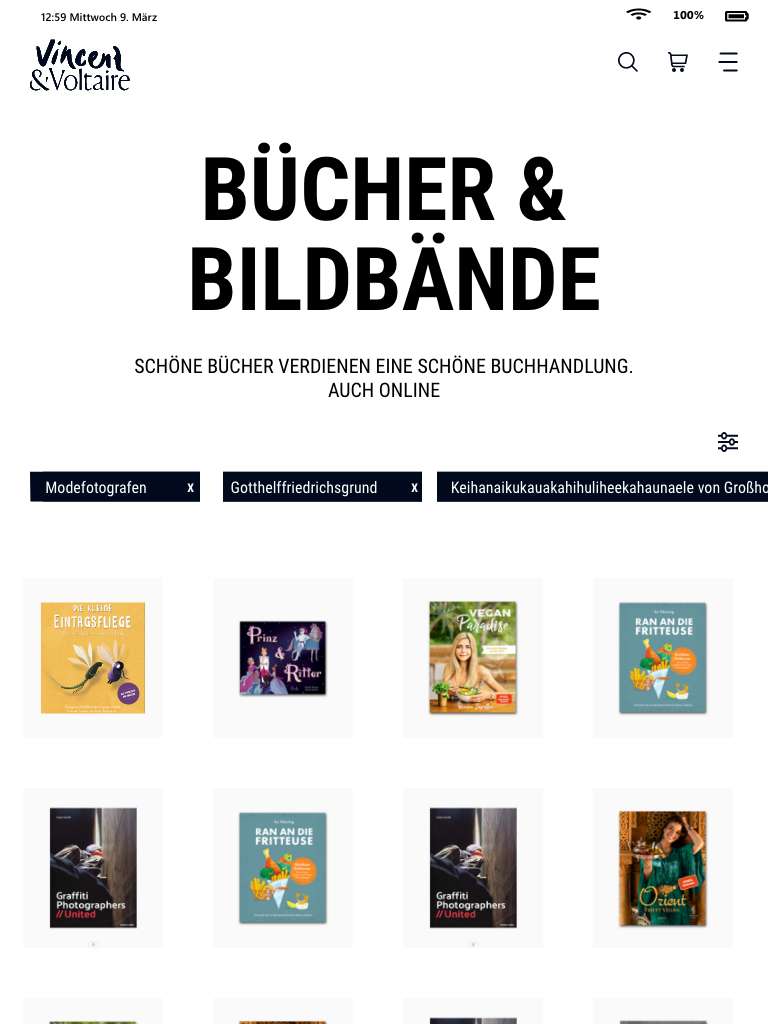 12:59 Mittwoch 9. März
100%
Vincent
&Voltaire
BÜCHER &
BILDBÄNDE
SCHÖNE BÜCHER VERDIENEN EINE SCHÖNE BUCHHANDLUNG.
AUCH ONLINE
Modefotografen x
Gotthelffriedrichsgrund x
Keihanaikukauakahihuliheekahaunaele von Großho
DIE KLEINE
EINTAGSFLIEGE
Prinz
&
Ritter
VEGAN
Paradise
RAN AN DIE
FRITTEUSE
Graffiti
Photographers
//United
RAN AN DIE
FRITTEUSE
Graffiti
Photographers
//United
Orient